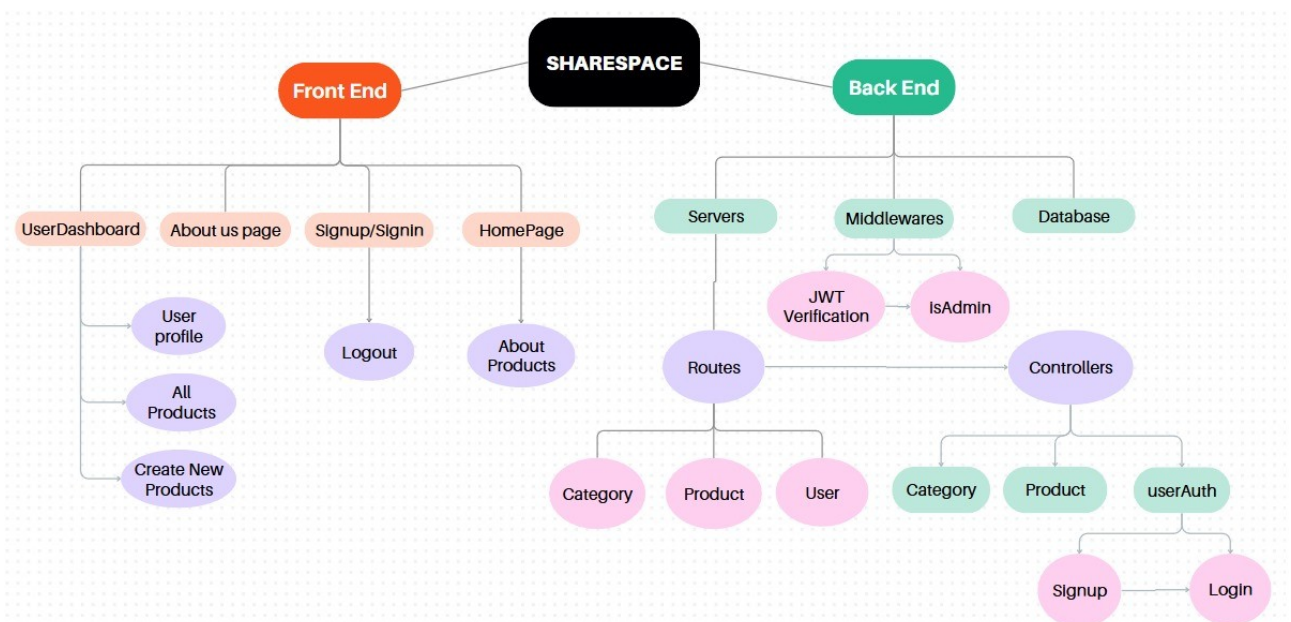 SHARESPACE
Front End
Back End
UserDashboard
About us page
Signup/SignIn
HomePage
Servers
Middlewares
Database
User
profile
All
Products
Create New
Products
Logout
About
Products
JWT
Verification
isAdmin
Routes
Controllers
Category
Product
User
Category
Product
userAuth
Signup
Login